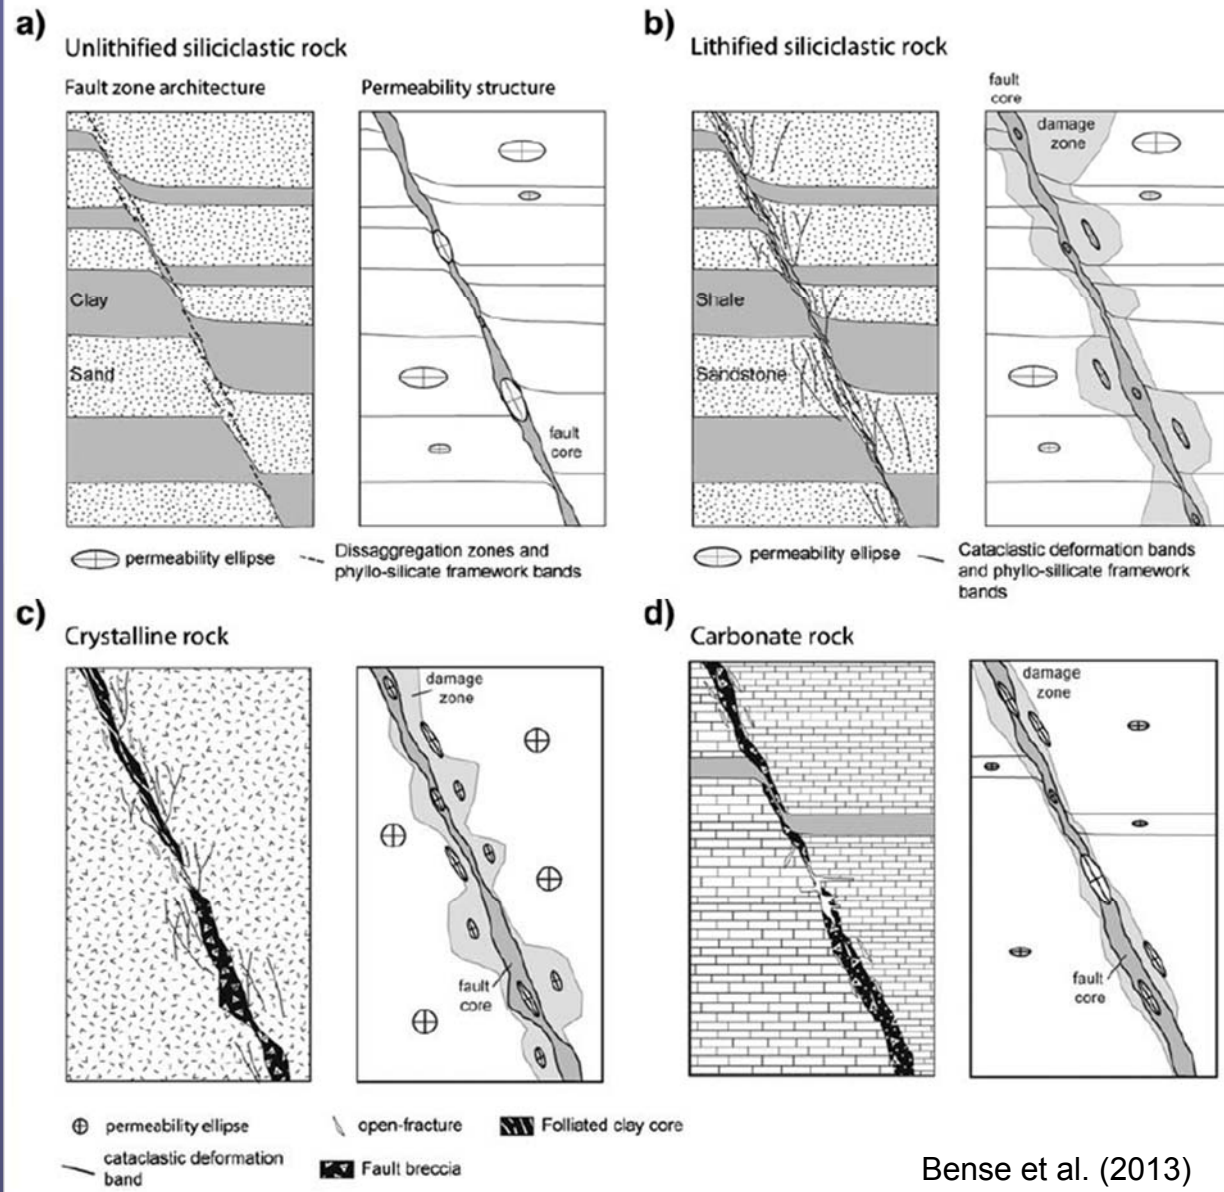 a)
Unlithified siliciclastic rock
Fault zone architecture
Permeability structure
Clay
Sand
fault
core
permeability ellipse
Dissaggregation zones and
phyllo-silicate framework bands
b)
Lithified siliciclastic rock
fault
core
damage
zone
Shale
Sandstone
permeability ellipse
Cataclastic deformation bands
and phyllo-sillicate framework
bands
c)
Crystalline rock
damage
zone
fault
core
d)
Carbonate rock
damage
zone
fault
core
permeability ellipse
open-fracture
Folliated clay core
cataclastic deformation
band
Fault breccia
Bense et al. (2013)